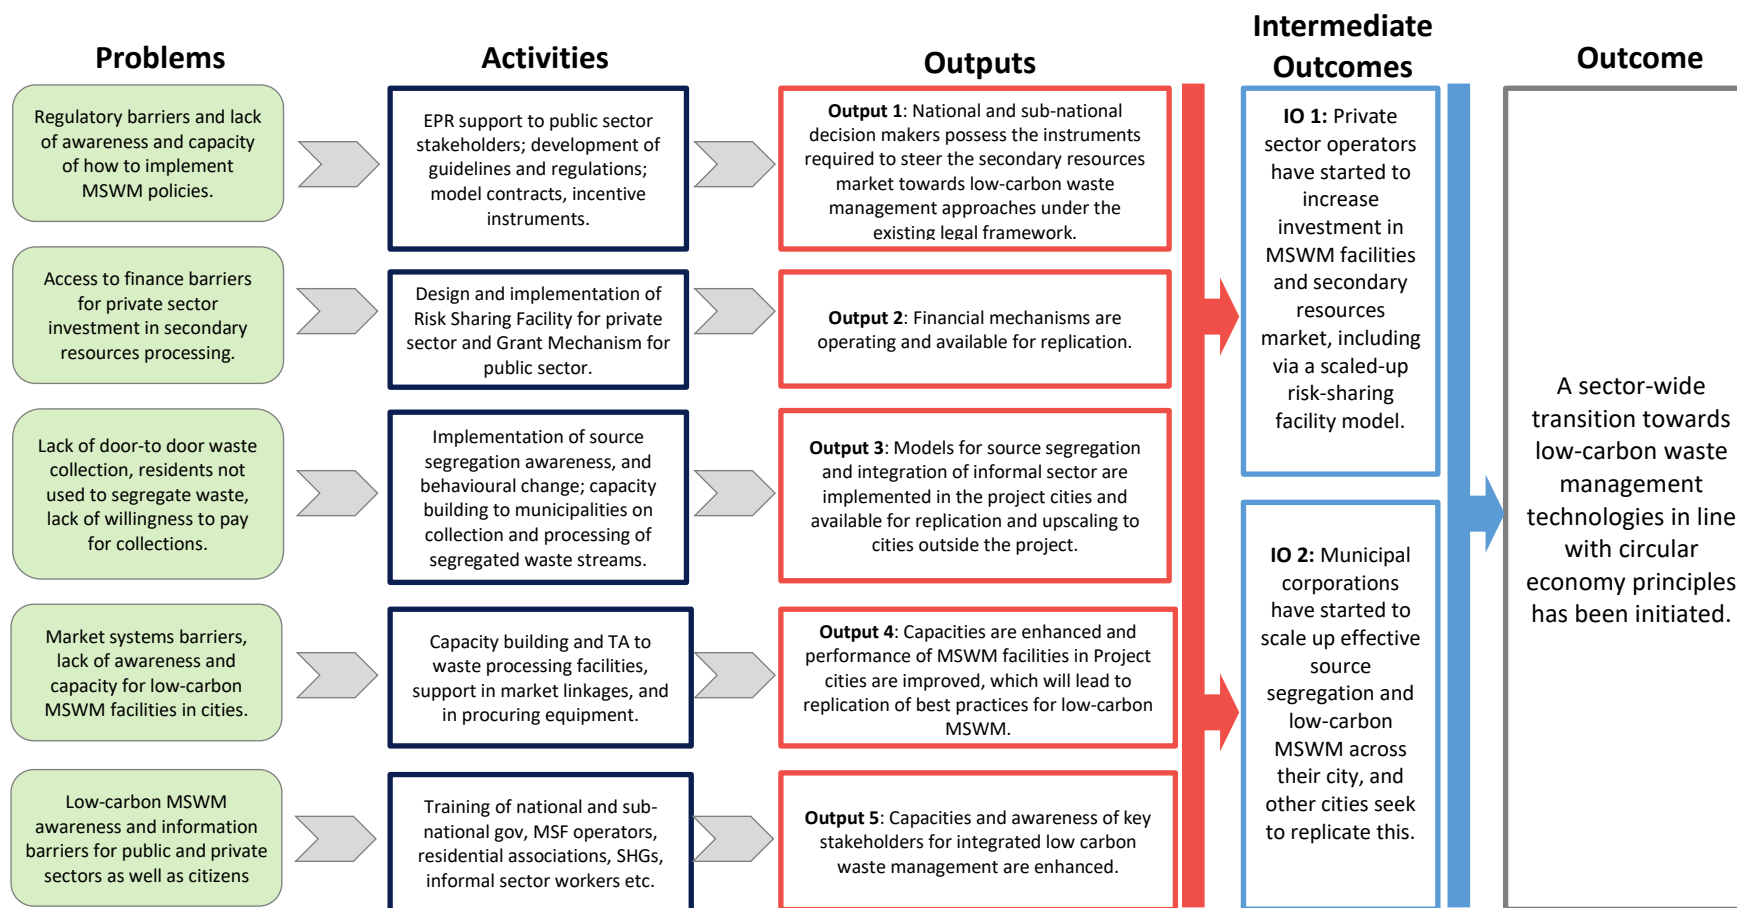 Problems
Activities
Outputs
Intermediate
Outcomes
Outcome
Regulatory barriers and lack
of awareness and capacity
of how to implement
MSWM policies.
EPR support to public sector
stakeholders; development of
guidelines and regulations;
model contracts, incentive
instruments.
Output 1: National and sub-national
decision makers possess the instruments
required to steer the secondary resources
market towards low-carbon waste
management approaches under the
existing legal framework.
Access to finance barriers
for private sector
investment in secondary
resources processing.
Design and implementation of
Risk Sharing Facility for private
sector and Grant Mechanism for
public sector.
Output 2: Financial mechanisms are
operating and available for replication.
Lack of door-to door waste
collection, residents not
used to segregate waste,
lack of willingness to pay
for collections.
Implementation of source
segregation awareness, and
behavioural change; capacity
building to municipalities on
collection and processing of
segregated waste streams.
Output 3: Models for source segregation
and integration of informal sector are
implemented in the project cities and
available for replication and upscaling to
cities outside the project.
Market systems barriers,
lack of awareness and
capacity for low-carbon
MSWM facilities in cities.
Capacity building and TA to
waste processing facilities,
support in market linkages, and
in procuring equipment.
Output 4: Capacities are enhanced and
performance of MSWM facilities in Project
cities are improved, which will lead to
replication of best practices for low-carbon
MSWM.
Low-carbon MSWM
awareness and information
barriers for public and private
sectors as well as citizens
Training of national and sub-
national gov, MSF operators,
residential associations, SHGs,
informal sector workers etc.
Output 5: Capacities and awareness of key
stakeholders for integrated low carbon
waste management are enhanced.
IO 1: Private
sector operators
have started to
increase
investment in
MSWM facilities
and secondary
resources
market, including
via a scaled-up
risk-sharing
facility model.
IO 2: Municipal
corporations
have started to
scale up effective
source
segregation and
low-carbon
MSWM across
their city, and
other cities seek
to replicate this.
A sector-wide
transition towards
low-carbon waste
management
technologies in line
with circular
economy principles
has been initiated.